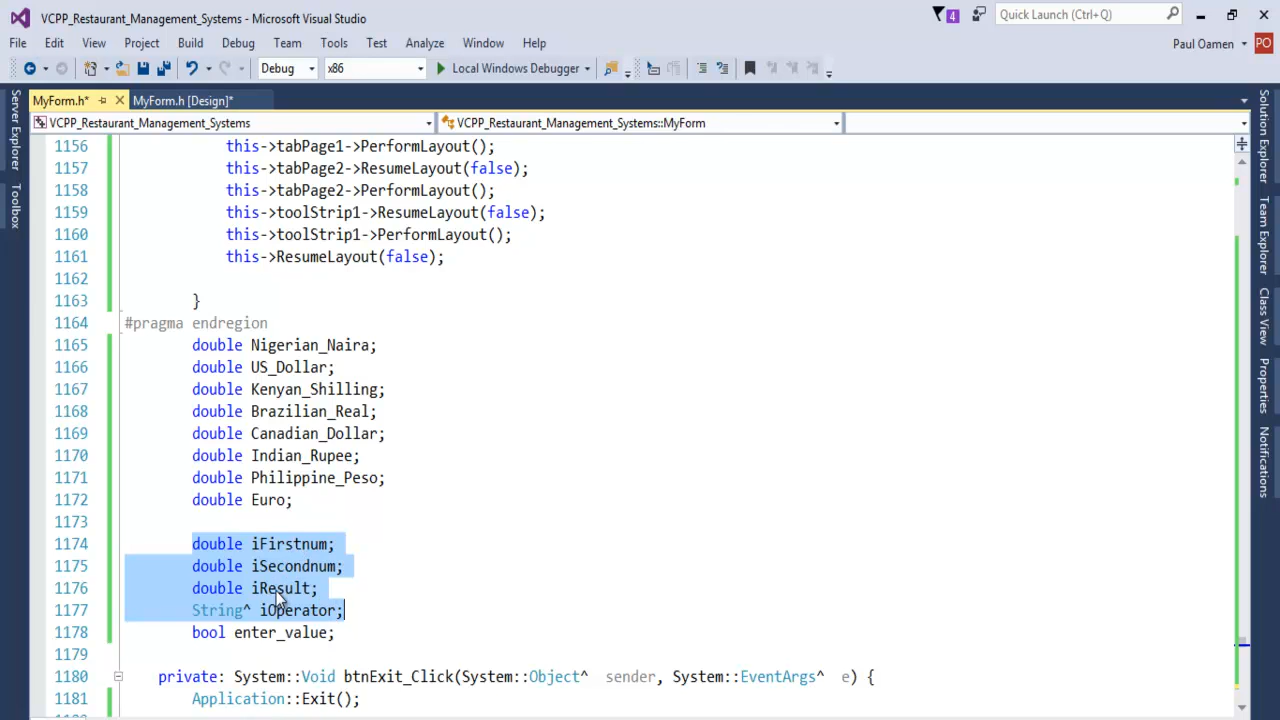 VCPP_Restaurant_Management_Systems - Microsoft Visual Studio
4
Quick Launch (Ctrl+Q)
File Edit View Project Build Debug Team Tools Test Analyze Window Help
Paul Oamen
PO
Debug
x86
Local Windows Debugger
MyForm.h*
MyForm.h [Design]*
VCPP_Restaurant_Management_Systems
VCPP_Restaurant_Management_Systems::MyForm
Server Explorer
Toolbox
1156 this->tabPage1->PerformLayout();
1157 this->tabPage2->ResumeLayout(false);
1158 this->tabPage2->PerformLayout();
1159 this->toolStrip1->ResumeLayout(false);
1160 this->toolStrip1->PerformLayout();
1161 this->ResumeLayout(false);
1162
1163 }
1164 #pragma endregion
1165 double Nigerian_Naira;
1166 double US_Dollar;
1167 double Kenyan_Shilling;
1168 double Brazilian_Real;
1169 double Canadian_Dollar;
1170 double Indian_Rupee;
1171 double Philippine_Peso;
1172 double Euro;
1173
1174 double iFirstnum;
1175 double iSecondnum;
1176 double iResult;
1177 String^ iOperator;
1178 bool enter_value;
1179
1180 private: System::Void btnExit_Click(System::Object^ sender, System::EventArgs^ e) {
1181 Application::Exit();
Solution Explorer
Team Explorer
Class View
Properties
Notifications